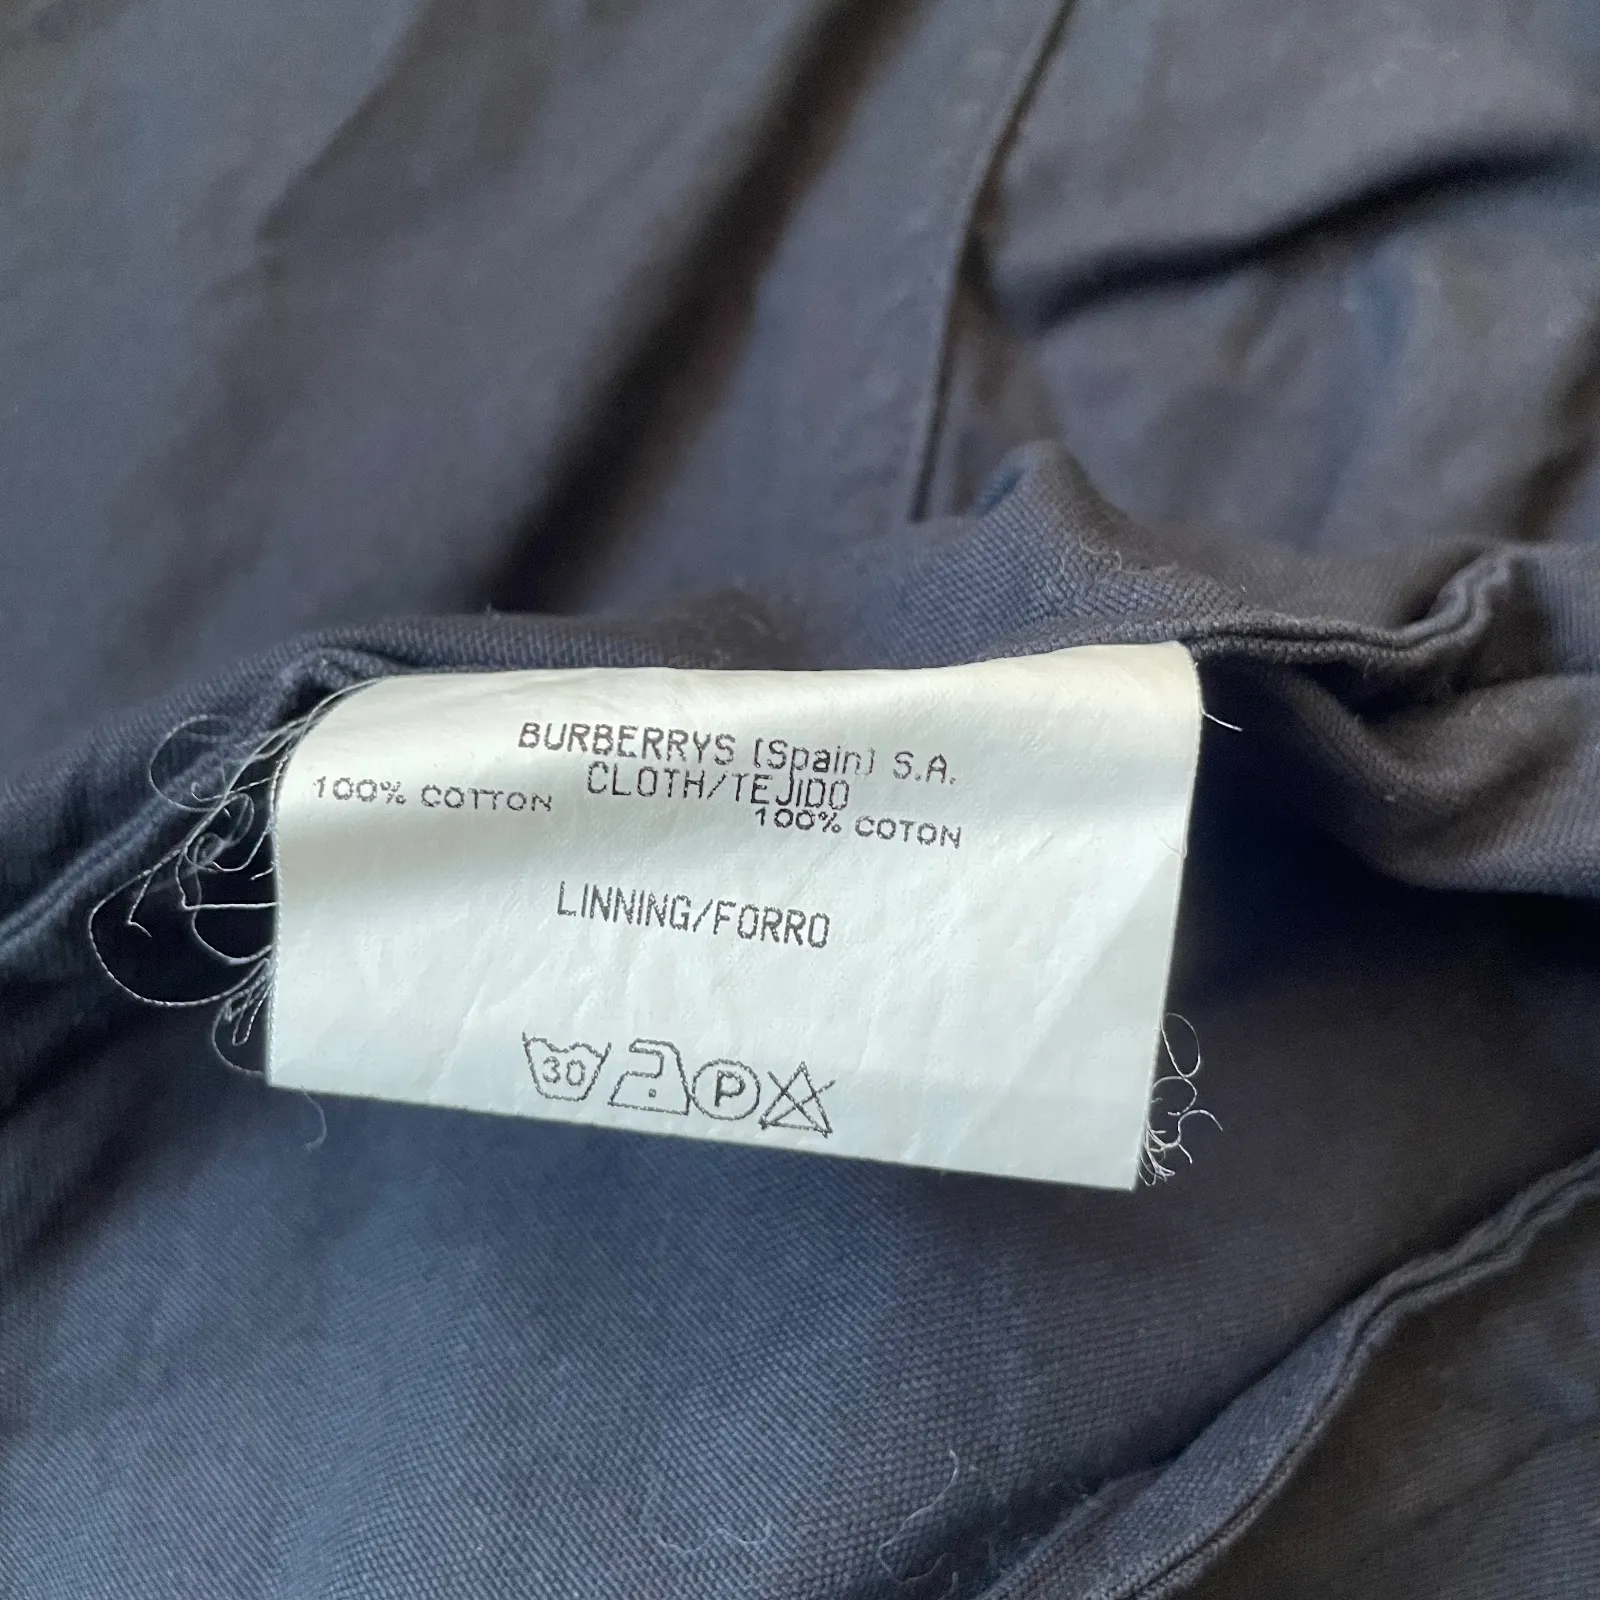 BURBERRYS (Spain) S.A.
CLOTH/TEJIDO
100% COTTON
100% COTON
LINNING/FORRO
30
P